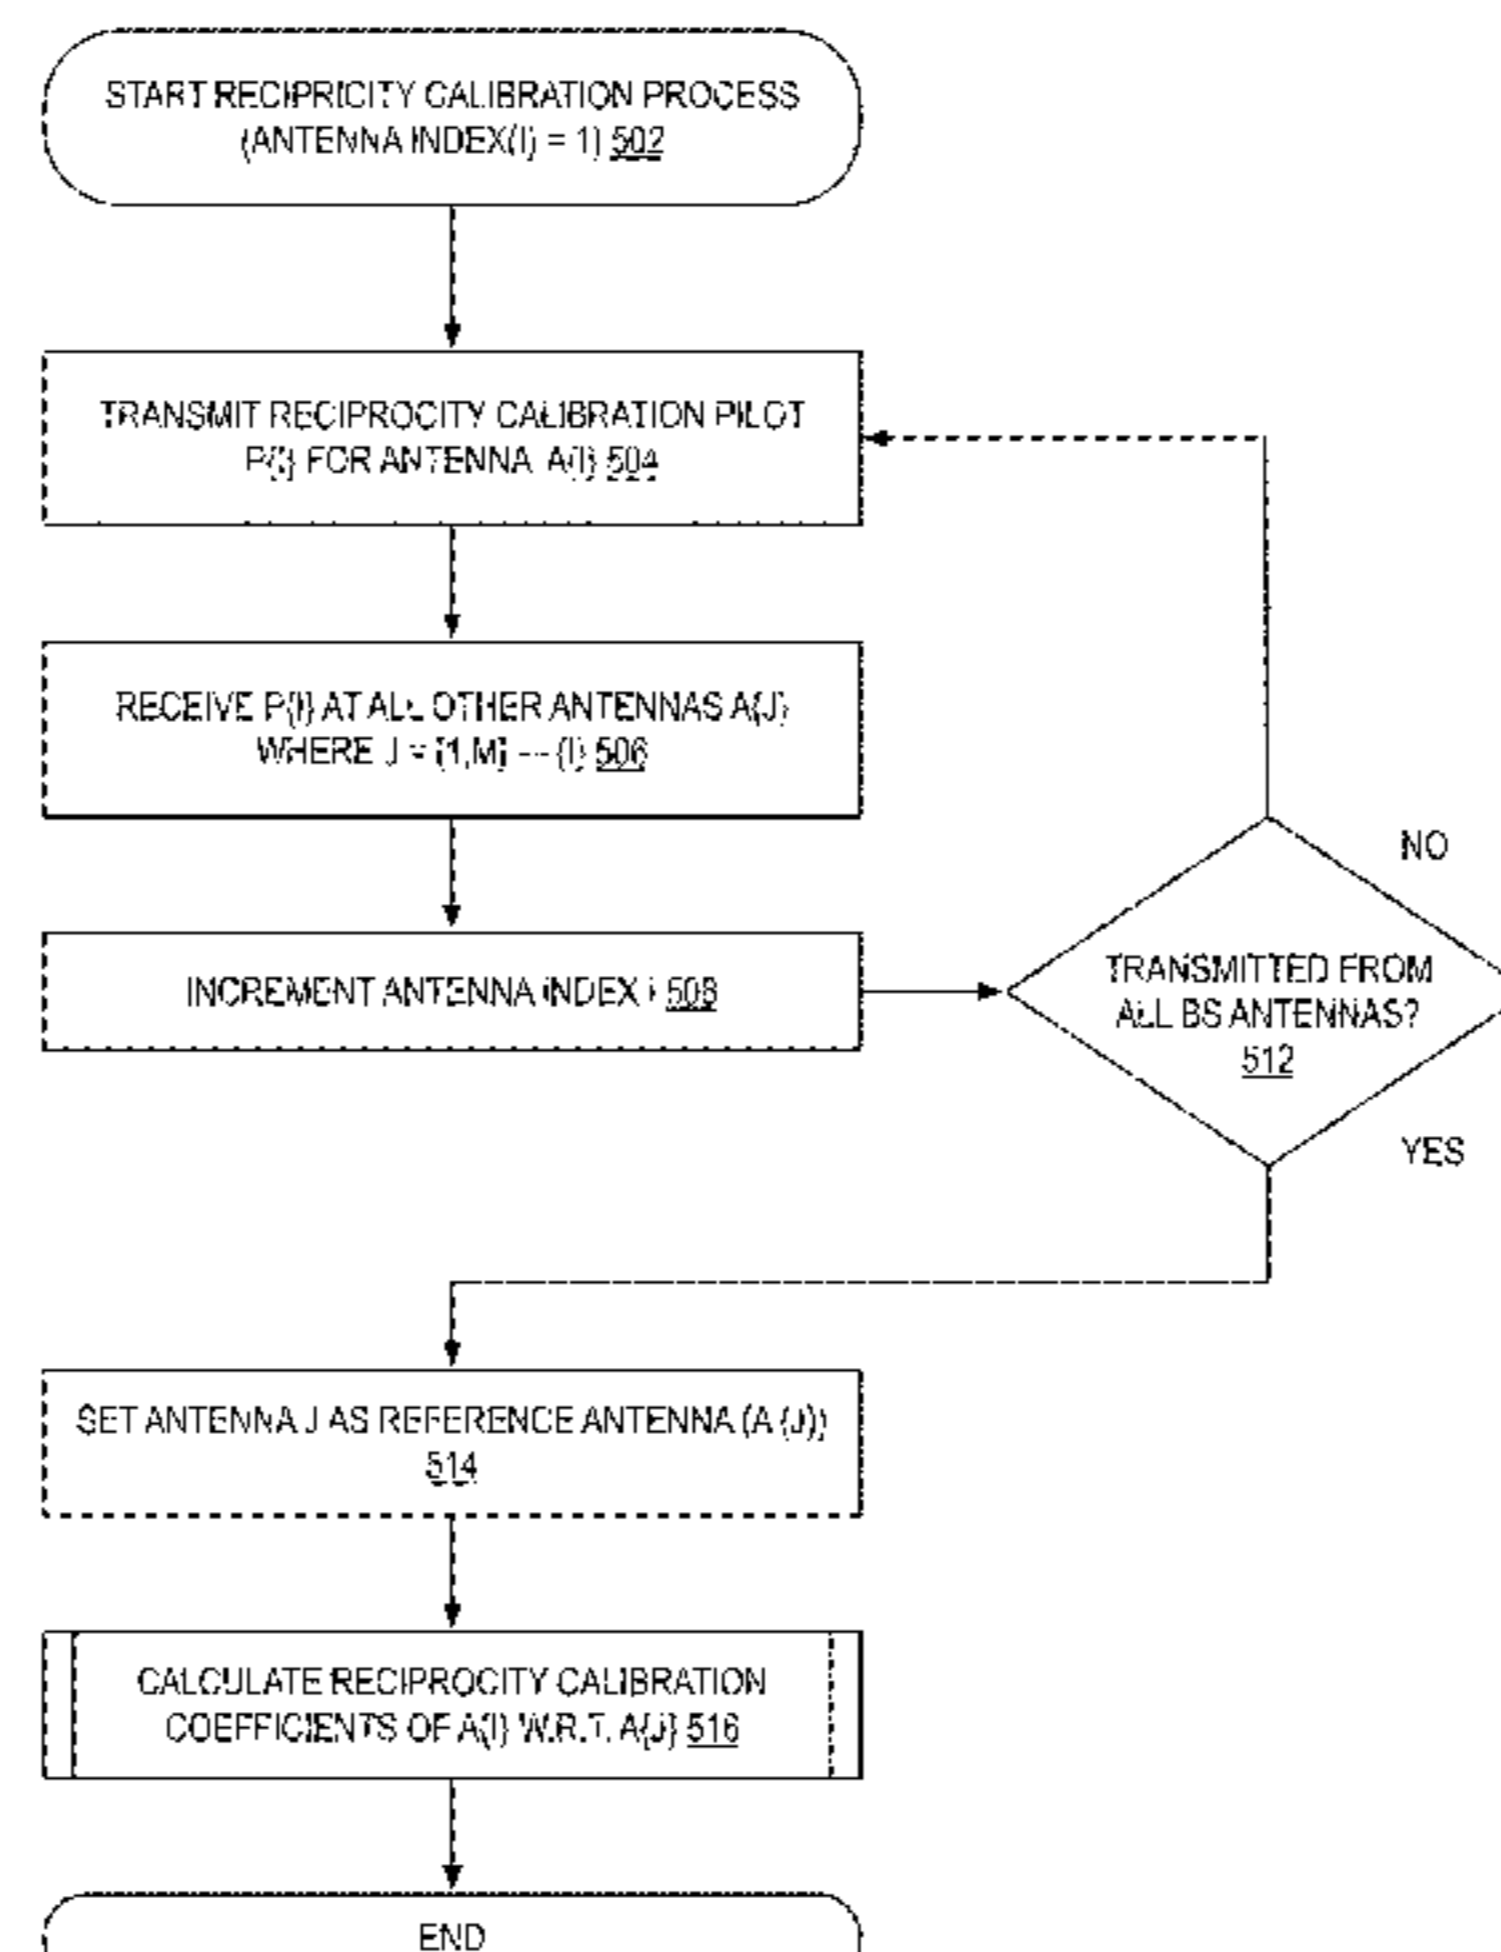 START RECIPRICITY CALIBRATION PROCESS
(ANTENNA INDEX(I) = 1) 502
TRANSMIT RECIPROCITY CALIBRATION PILOT
P{I} FOR ANTENNA A{I} 504
RECEIVE P{I} AT ALL OTHER ANTENNAS A{J}
WHERE J = [1,M] -- {I} 506
INCREMENT ANTENNA INDEX I 508
NO
TRANSMITTED FROM
ALL BS ANTENNAS?
512
YES
SET ANTENNA J AS REFERENCE ANTENNA (A {J})
514
CALCULATE RECIPROCITY CALIBRATION
COEFFICIENTS OF A{I} W.R.T. A{J} 516
END